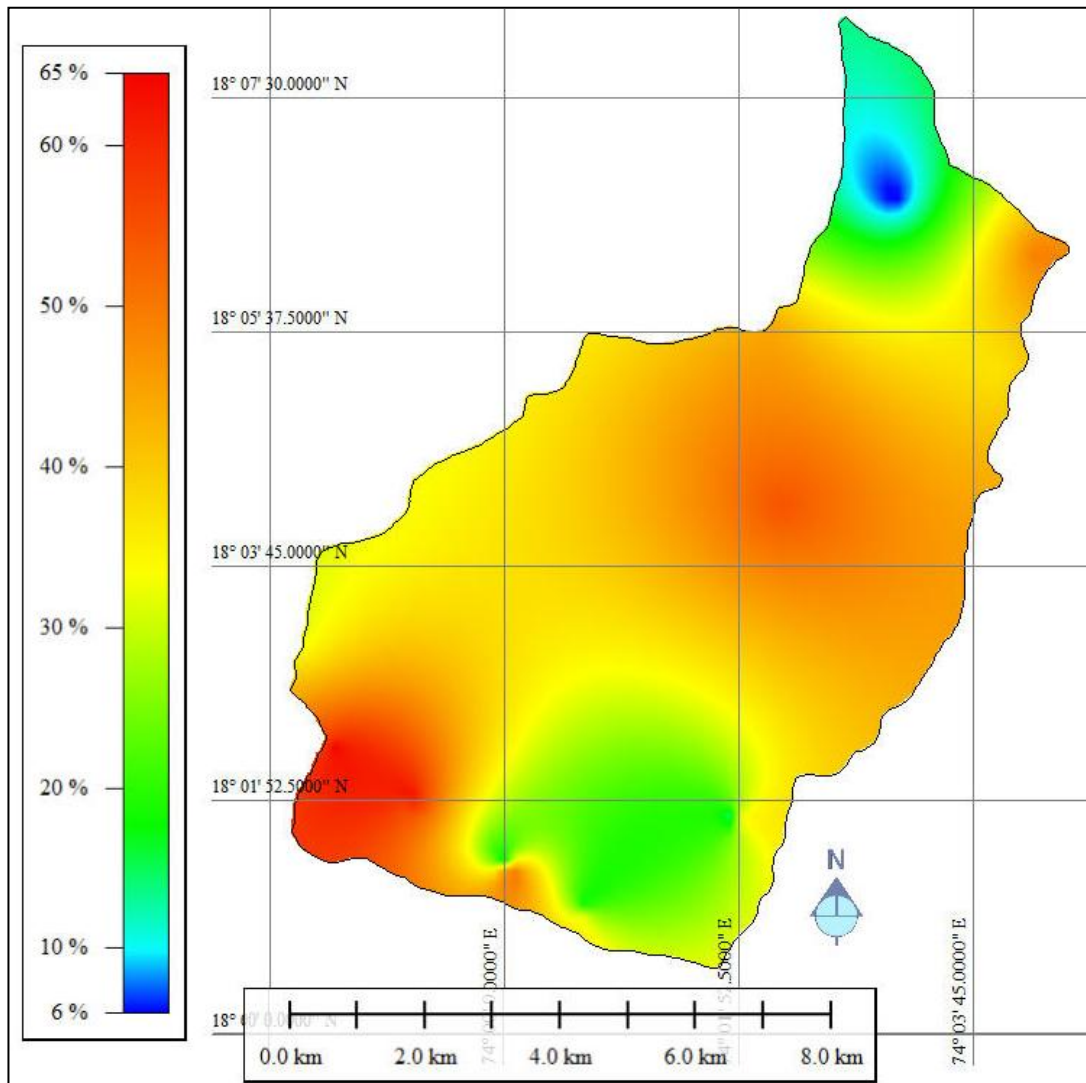 65 %
60 %
50 %
40 %
30 %
20 %
10 %
6 %
18° 07' 30.0000" N
18° 05' 37.5000" N
18° 03' 45.0000" N
18° 01' 52.5000" N
N
74° 03' 45.0000" E
0.0 km 2.0 km 4.0 km 6.0 km 8.0 km